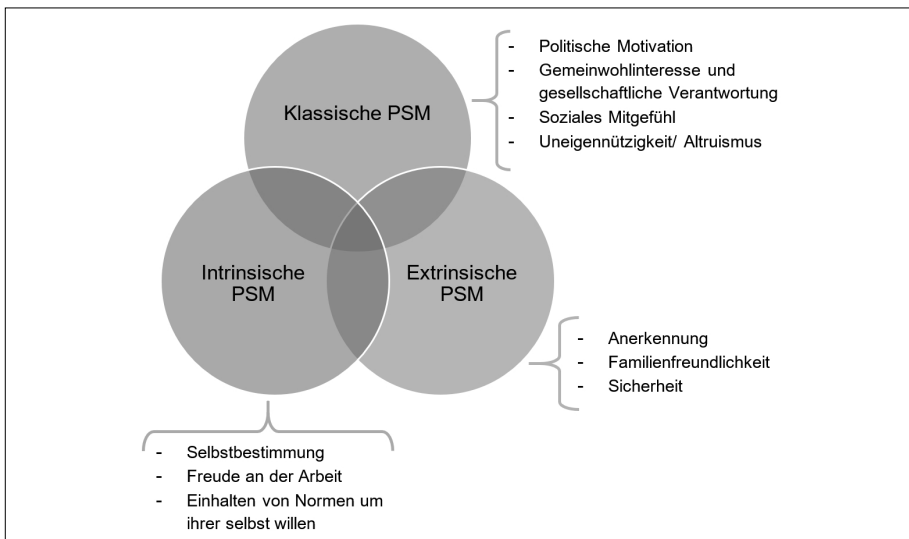 Klassische PSM
- Politische Motivation
- Gemeinwohlinteresse und
gesellschaftliche Verantwortung
- Soziales Mitgefühl
- Uneigennützigkeit/ Altruismus
Intrinsische
PSM
Extrinsische
PSM
- Anerkennung
- Familienfreundlichkeit
- Sicherheit
- Selbstbestimmung
- Freude an der Arbeit
- Einhalten von Normen um
ihrer selbst willen